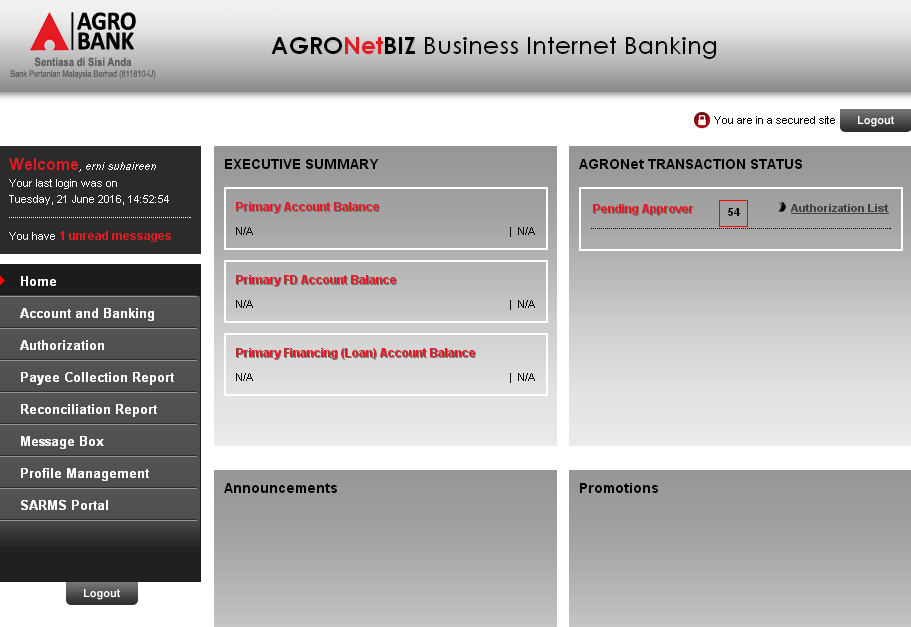 AGRO
BANK
Sentiasa di Sisi Anda
Bank Pertanian Malaysia Berhad (811810-U)
AGRONetBIZ Business Internet Banking
You are in a secured site
Logout
Welcome, erni suhaireen
Your last login was on
Tuesday, 21 June 2016, 14:52:54
You have 1 unread messages
Home
Account and Banking
Authorization
Payee Collection Report
Reconciliation Report
Message Box
Profile Management
SARMS Portal
Logout
EXECUTIVE SUMMARY
Primary Account Balance
N/A | N/A
Primary FD Account Balance
N/A | N/A
Primary Financing (Loan) Account Balance
N/A | N/A
AGRONet TRANSACTION STATUS
Pending Approver 54 Authorization List
Announcements
Promotions